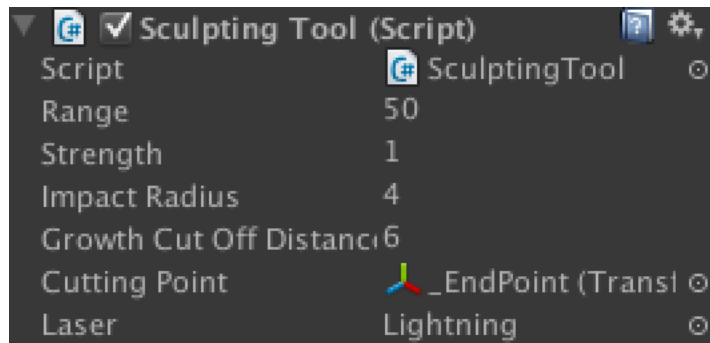 Sculpting Tool (Script)
Script SculptingTool
Range 50
Strength 1
Impact Radius 4
Growth Cut Off Distanc 6
Cutting Point _EndPoint (Transf
Laser Lightning